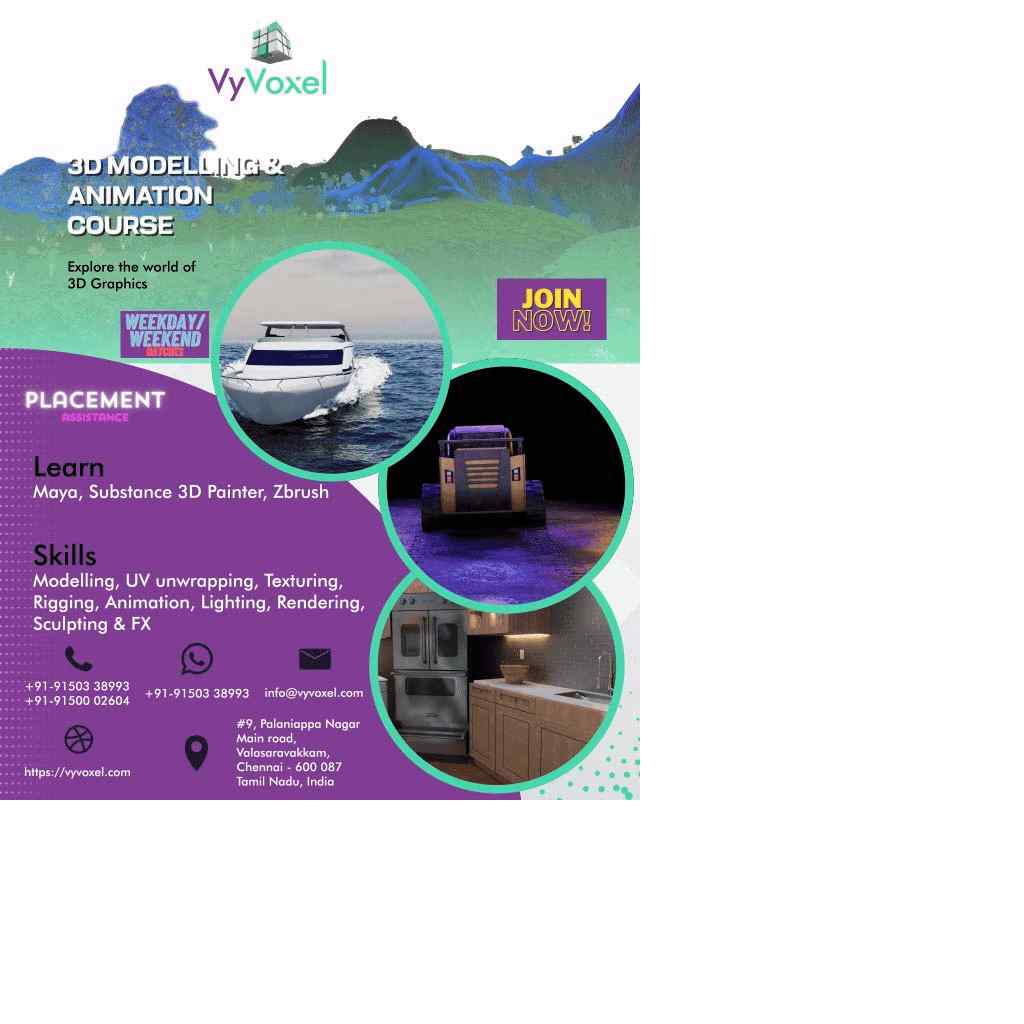 VyVoxel
3D MODELLING &
ANIMATION
COURSE
Explore the world of
3D Graphics
JOIN
NOW!
WEEKDAY/
WEEKEND
BATCHES
PLACEMENT
ASSISTANCE
Learn
Maya, Substance 3D Painter, Zbrush
Skills
Modelling, UV unwrapping, Texturing,
Rigging, Animation, Lighting, Rendering,
Sculpting & FX
+91-91503 38993
+91-91500 02604
+91-91503 38993
info@vyvoxel.com
https://vyvoxel.com
#9, Palaniappa Nagar
Main road,
Valasaravakkam,
Chennai - 600 087
Tamil Nadu, India